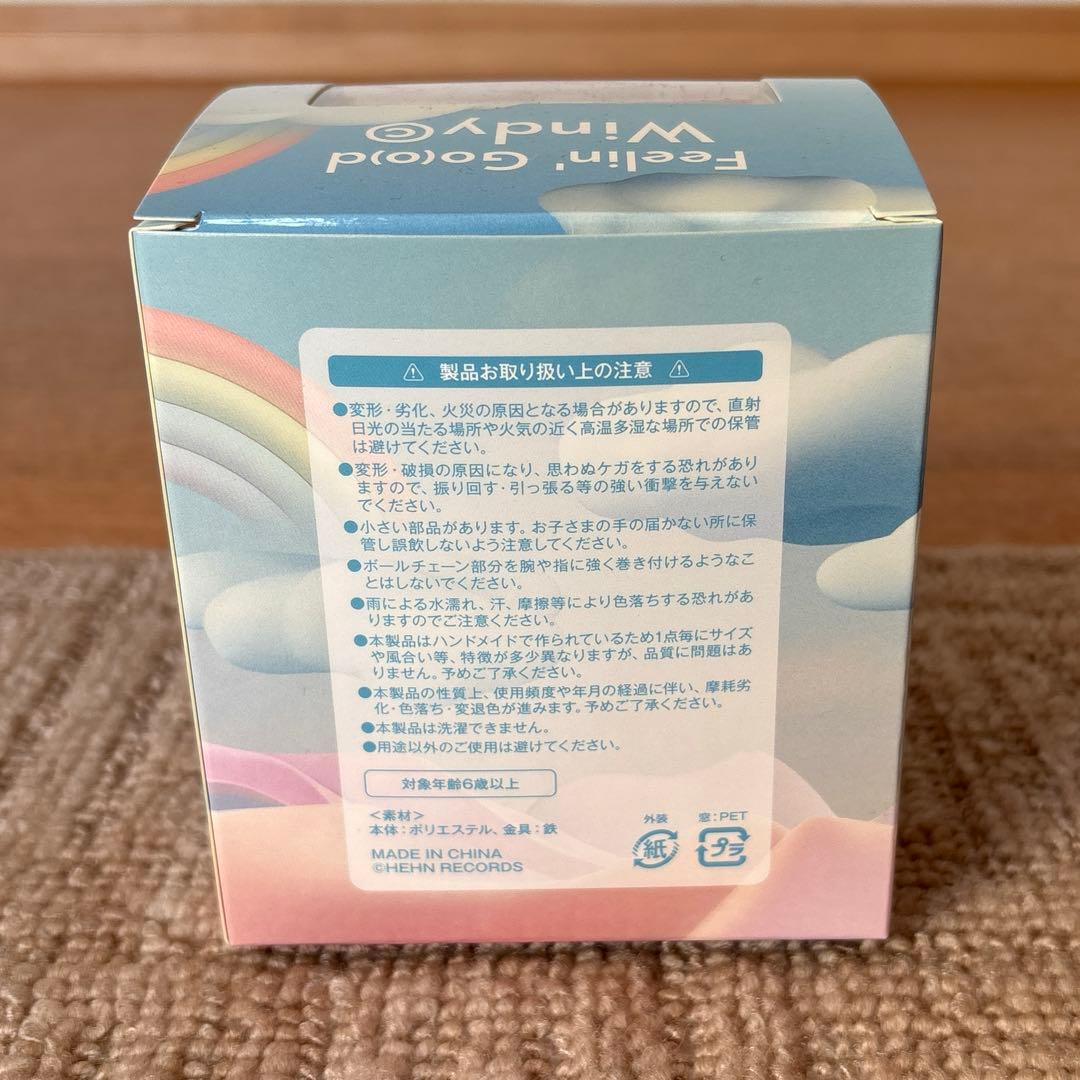 Feelin' Go(o)d
Windy©
⚠ 製品お取り扱い上の注意 ⚠
●変形・劣化、火災の原因となる場合がありますので、直射
日光の当たる場所や火気の近く高温多湿な場所での保管
は避けてください。
●変形・破損の原因になり、思わぬケガをする恐れがあり
ますので、振り回す・引っ張る等の強い衝撃を与えない
でください。
●小さい部品があります。お子さまの手の届かない所に保
管し誤飲しないよう注意してください。
●ボールチェーン部分を腕や指に強く巻き付けるようなこ
とはしないでください。
●雨による水濡れ、汗、摩擦等により色落ちする恐れがあ
りますのでご注意ください。
●本製品はハンドメイドで作られているため1点毎にサイズ
や風合い等、特徴が多少異なりますが、品質に問題はあ
りません。予めご了承ください。
●本製品の性質上、使用頻度や年月の経過に伴い、摩耗劣
化・色落ち・変退色が進みます。予めご了承ください。
●本製品は洗濯できません。
●用途以外のご使用は避けてください。
対象年齢6歳以上
＜素材＞
本体：ポリエステル、金具：鉄
MADE IN CHINA
©HEHN RECORDS
外装
紙
窓：PET
プラ